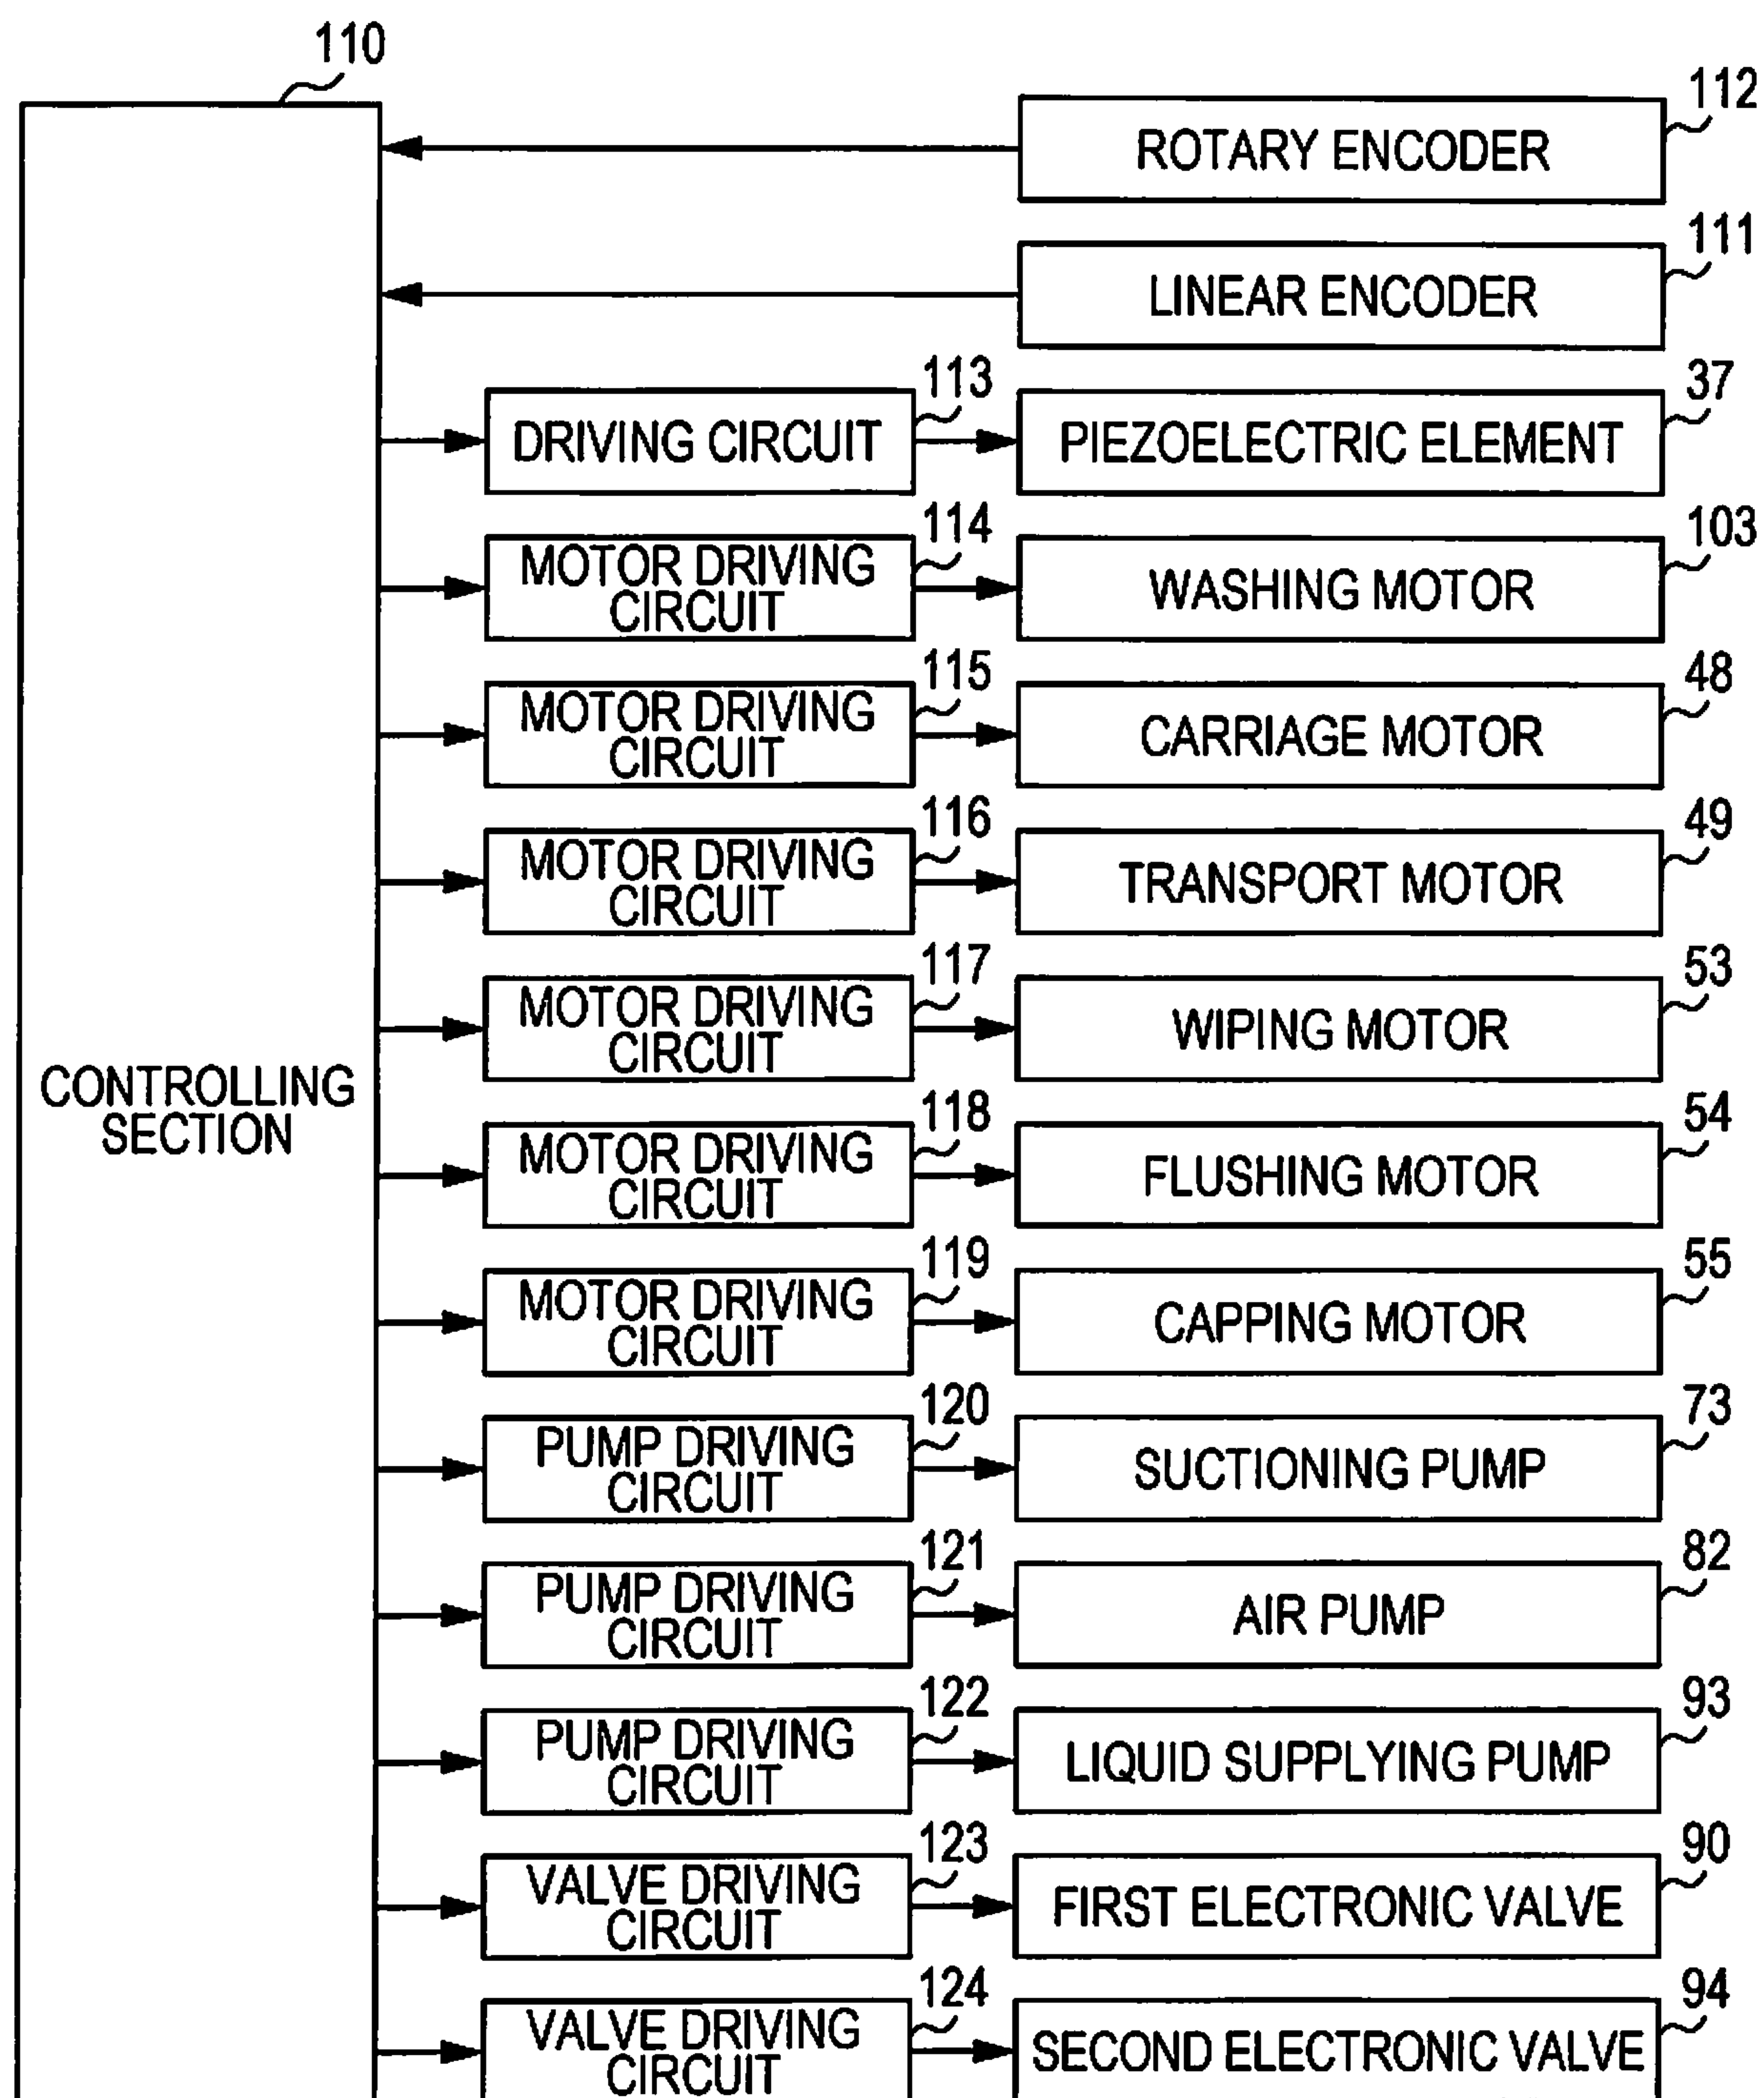 110
CONTROLLING
SECTION
112
ROTARY ENCODER
111
LINEAR ENCODER
113
DRIVING CIRCUIT
37
PIEZOELECTRIC ELEMENT
114
MOTOR DRIVING
CIRCUIT
103
WASHING MOTOR
115
MOTOR DRIVING
CIRCUIT
48
CARRIAGE MOTOR
116
MOTOR DRIVING
CIRCUIT
49
TRANSPORT MOTOR
117
MOTOR DRIVING
CIRCUIT
53
WIPING MOTOR
118
MOTOR DRIVING
CIRCUIT
54
FLUSHING MOTOR
119
MOTOR DRIVING
CIRCUIT
55
CAPPING MOTOR
120
PUMP DRIVING
CIRCUIT
73
SUCTIONING PUMP
121
PUMP DRIVING
CIRCUIT
82
AIR PUMP
122
PUMP DRIVING
CIRCUIT
93
LIQUID SUPPLYING PUMP
123
VALVE DRIVING
CIRCUIT
90
FIRST ELECTRONIC VALVE
124
VALVE DRIVING
CIRCUIT
94
SECOND ELECTRONIC VALVE